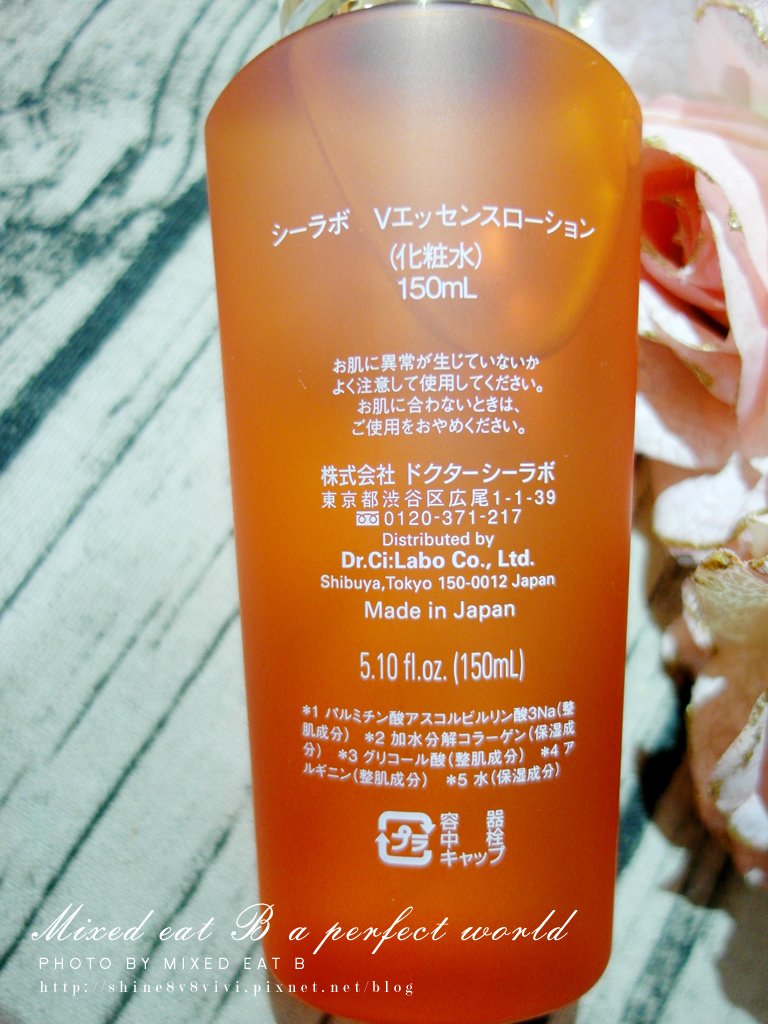 シーラボ Vエッセンスローション
(化粧水)
150mL
お肌に異常が生じていないか
よく注意して使用してください。
お肌に合わないときは、
ご使用をおやめください。
株式会社 ドクターシーラボ
東京都渋谷区広尾1-1-39
0120-371-217
Distributed by
Dr.Ci:Labo Co., Ltd.
Shibuya,Tokyo 150-0012 Japan
Made in Japan
5.10 fl.oz. (150mL)
*1 パルミチン酸アスコルビルリン酸3Na(整
肌成分) *2 加水分解コラーゲン(保湿成
分) *3 グリコール酸(整肌成分) *4 ア
ルギニン(整肌成分) *5 水(保湿成分)
プラ
容器
中栓
キャップ
Mixed eat B a perfect world
PHOTO BY MIXED EAT B
http://shine8v8vivi.pixnet.net/blog